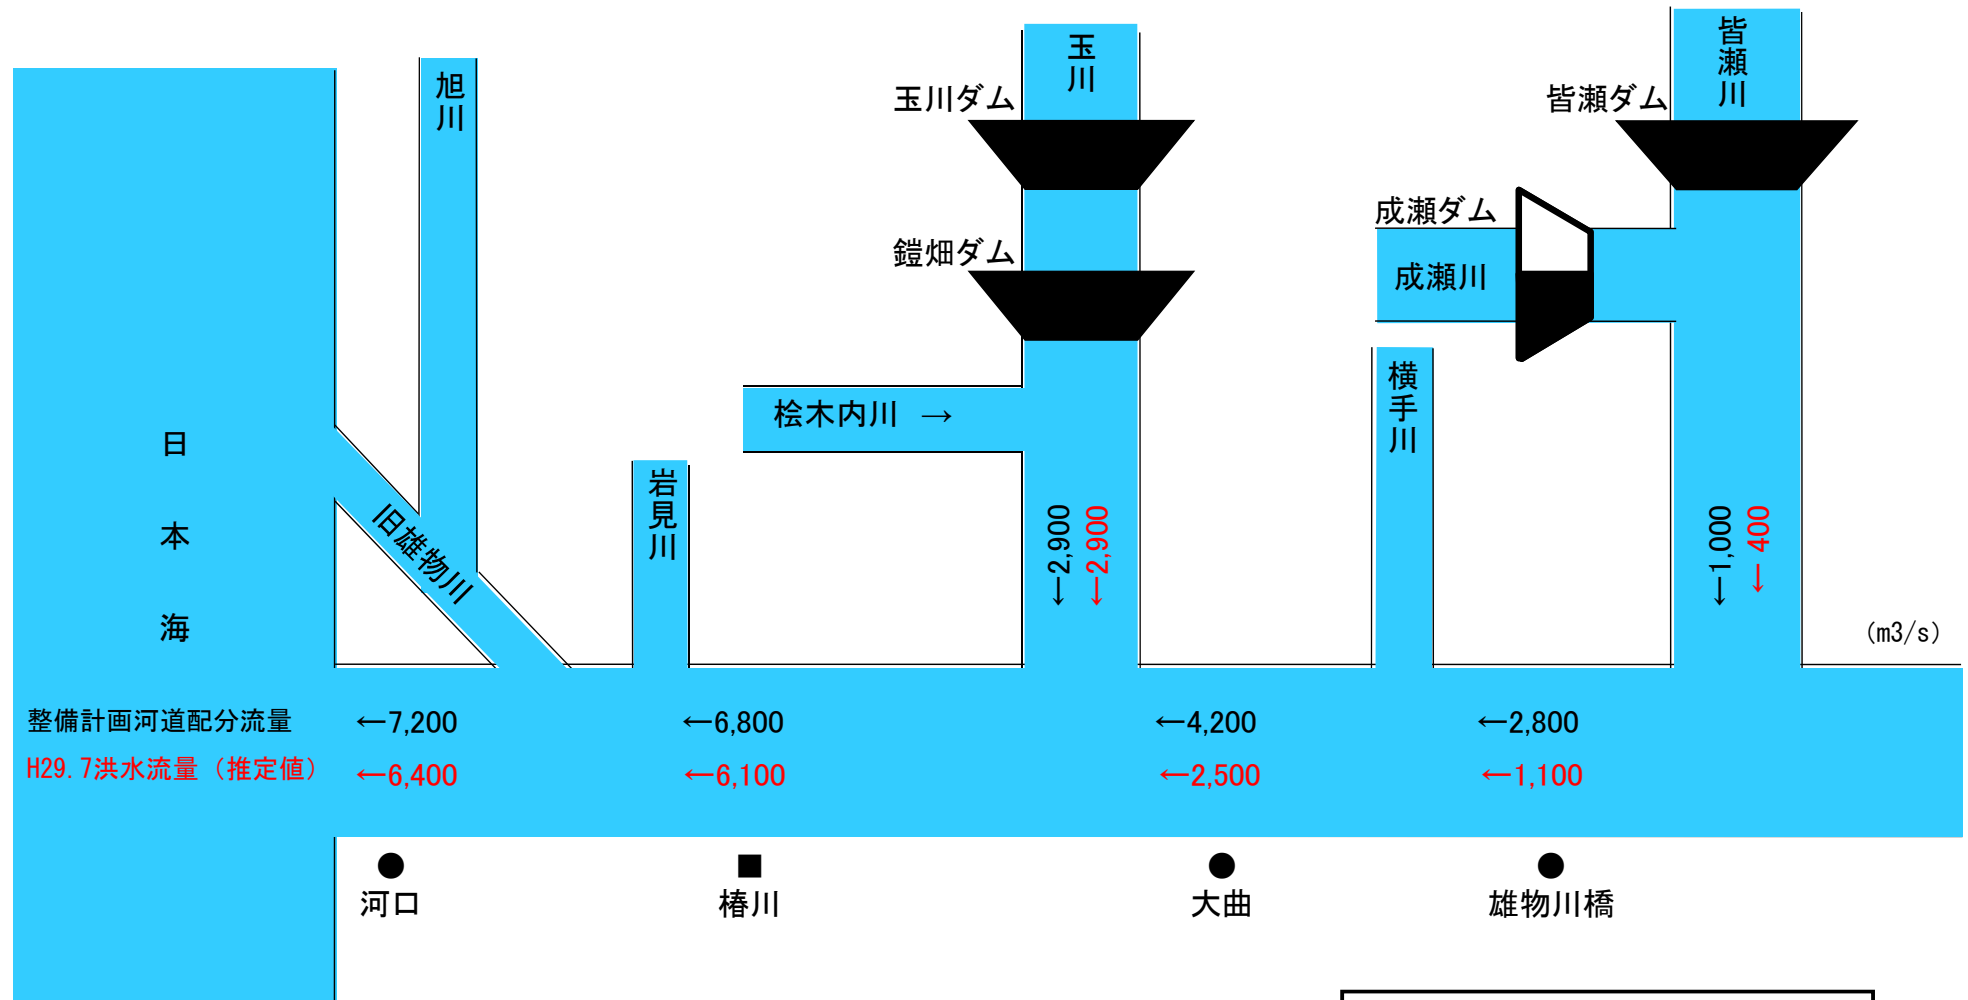 皆瀬川
玉川
旭川
玉川ダム
皆瀬ダム
成瀬ダム
鎧畑ダム
成瀬川
横手川
桧木内川 →
日本海
岩見川
旧雄物川
←2,900
←2,900
←1,000
← 400
(m3/s)
整備計画河道配分流量
←7,200
←6,800
←4,200
←2,800
H29.7洪水流量（推定値）
←6,400
←6,100
←2,500
←1,100
● ■ ● ●
河口
椿川
大曲
雄物川橋